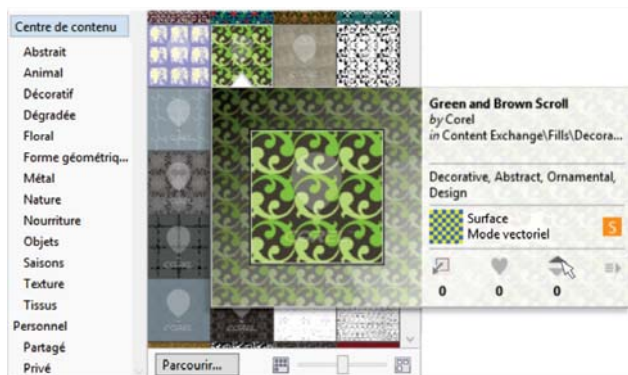 Centre de contenu
Abstrait
Animal
Décoratif
Dégradée
Floral
Forme géométriq...
Métal
Nature
Nourriture
Objets
Saisons
Texture
Tissus
Personnel
Partagé
Privé
Parcourir...
Green and Brown Scroll
by Corel
in Content Exchange\Fills\Decora...
Decorative, Abstract, Ornamental,
Design
Surface
Mode vectoriel
S
0 0 0